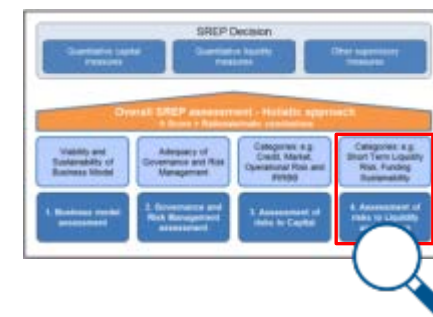 SREP Decision
Quantitative capital
measures
Quantitative liquidity
measures
Other supervisory
measures
Overall SREP assessment - Holistic approach
Viability and
Sustainability of
Business Model
Adequacy of
Governance and Risk
Management
Categories: e.g.
Credit, Market,
Operational Risk and
IRRBB
Categories: e.g.
Short Term Liquidity
Risk, Funding
Sustainability
1. Business model
assessment
2. Governance and
Risk Management
assessment
3. Assessment of
risks to Capital
4. Assessment of
risks to Liquidity